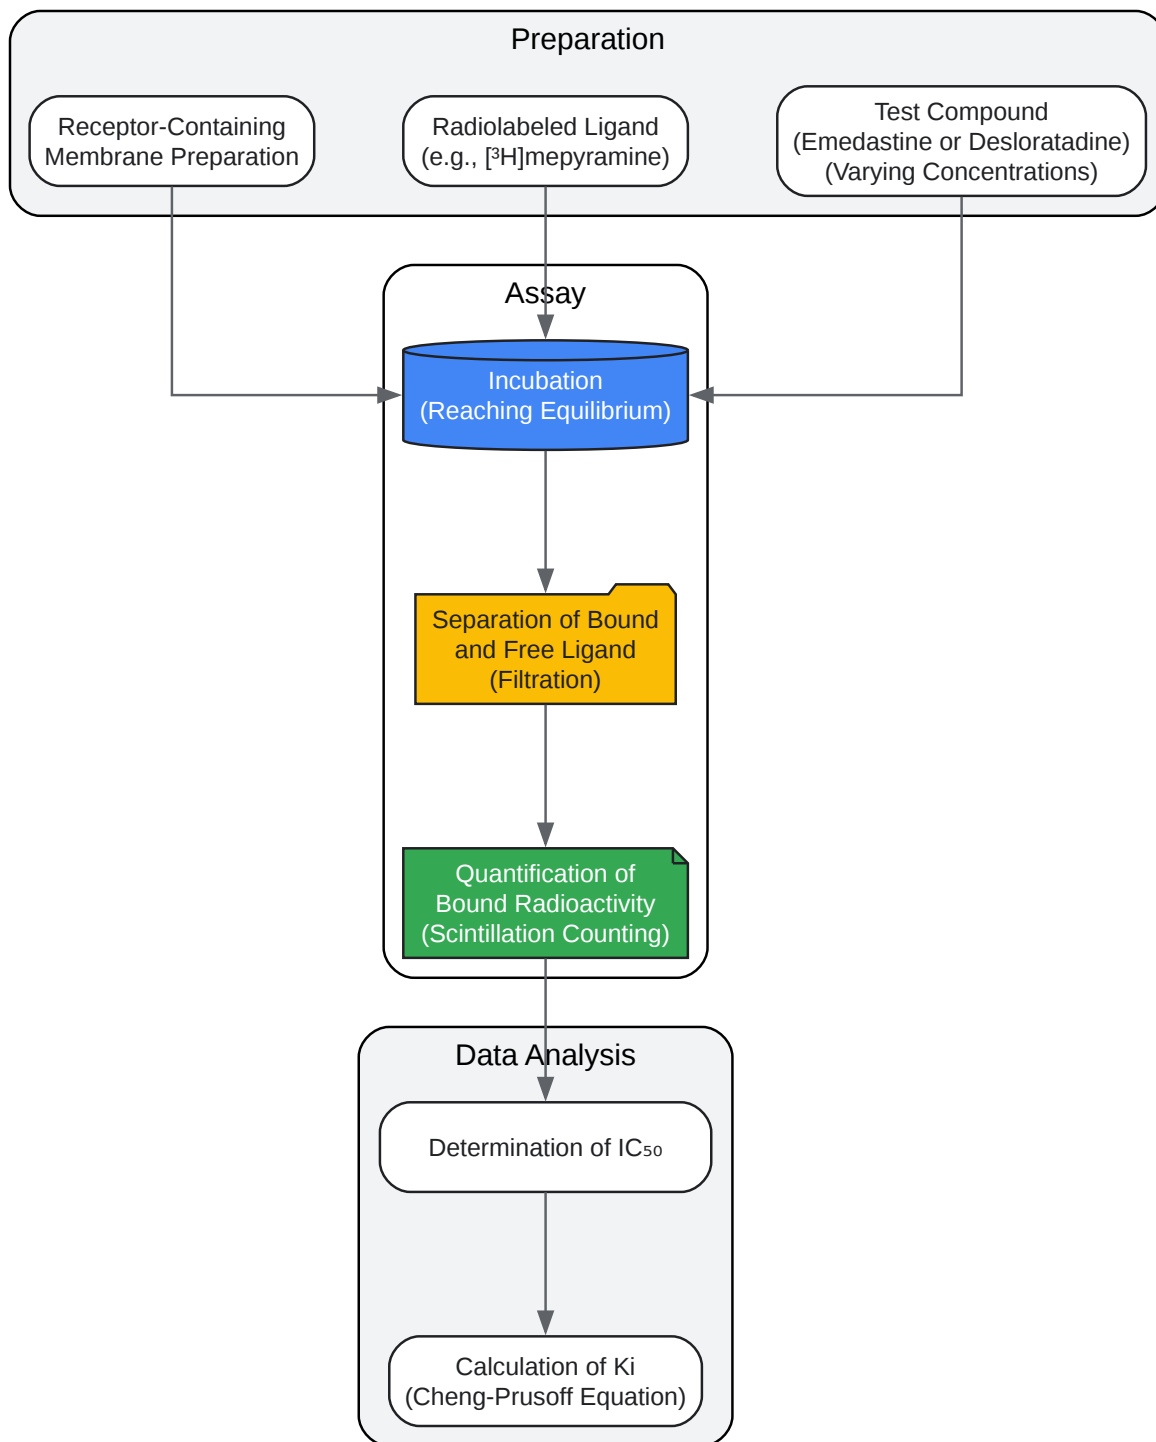 Preparation
Receptor-Containing
Membrane Preparation
Radiolabeled Ligand
(e.g., [³H]mepyramine)
Test Compound
(Emedastine or Desloratadine)
(Varying Concentrations)
Assay
Incubation
(Reaching Equilibrium)
Separation of Bound
and Free Ligand
(Filtration)
Quantification of
Bound Radioactivity
(Scintillation Counting)
Data Analysis
Determination of IC₅₀
Calculation of Ki
(Cheng-Prusoff Equation)